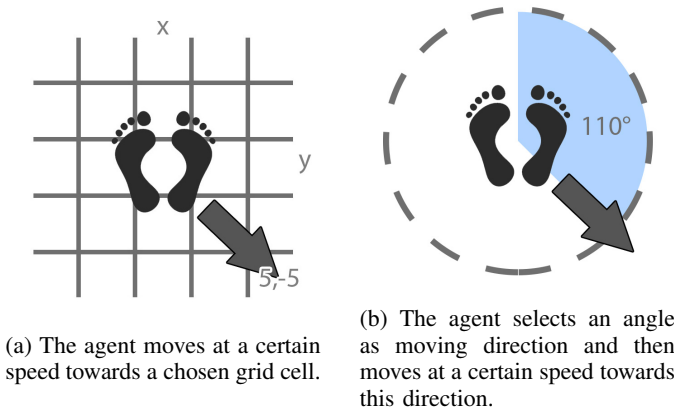 x
y
5,-5
(a) The agent moves at a certain
speed towards a chosen grid cell.
110°
(b) The agent selects an angle
as moving direction and then
moves at a certain speed towards
this direction.